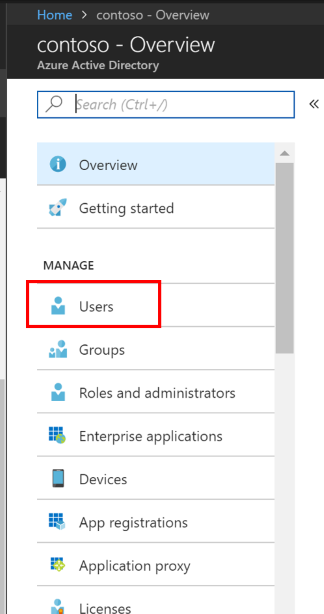 Home > contoso - Overview
contoso - Overview
Azure Active Directory
Search (Ctrl+/)
Overview
Getting started
MANAGE
Users
Groups
Roles and administrators
Enterprise applications
Devices
App registrations
Application proxy
Licenses